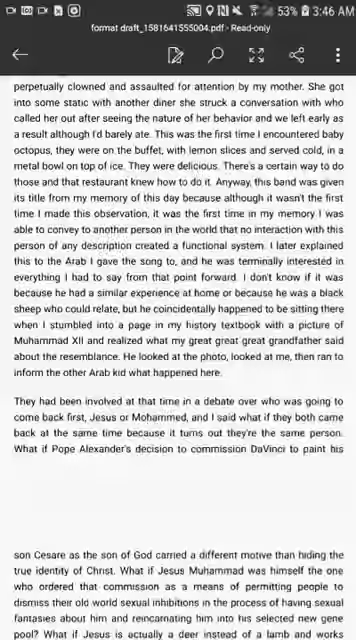 53% 3:46 AM
format draft_1581641555004.pdf - Read-only
perpetually clowned and assaulted for attention by my mother. She got
into some static with another diner she struck a conversation with who
called her out after seeing the nature of her behavior and we left early as
a result although I'd barely ate. This was the first time I encountered baby
octopus, they were on the buffet, with lemon slices and served cold, in a
metal bowl on top of ice. They were delicious. There's a certain way to do
those and that restaurant knew how to do it. Anyway, this band was given
its title from my memory of this day because although it wasn't the first
time I made this observation, it was the first time in my memory I was
able to convey to another person in the world that no interaction with this
person of any description created a functional system. I later explained
this to the Arab I gave the song to, and he was terminally interested in
everything I had to say from that point forward. I don't know if it was
because he had a similar experience at home or because he was a black
sheep who could relate, but he coincidentally happened to be sitting there
when I stumbled into a page in my history textbook with a picture of
Muhammad XII and realized what my great great great grandfather said
about the resemblance. He looked at the photo, looked at me, then ran to
inform the other Arab kid what happened here.
They had been involved at that time in a debate over who was going to
come back first, Jesus or Mohammed, and I said what if they both came
back at the same time because it turns out they're the same person.
What if Pope Alexander's decision to commission DaVinci to paint his
son Cesare as the son of God carried a different motive than hiding the
true identity of Christ. What if Jesus Muhammad was himself the one
who ordered that commission as a means of permitting people to
dismiss their old world sexual inhibitions in the process of having sexual
fantasies about him and reincarnating him into his selected new gene
pool? What if Jesus is actually a deer instead of a lamb and works